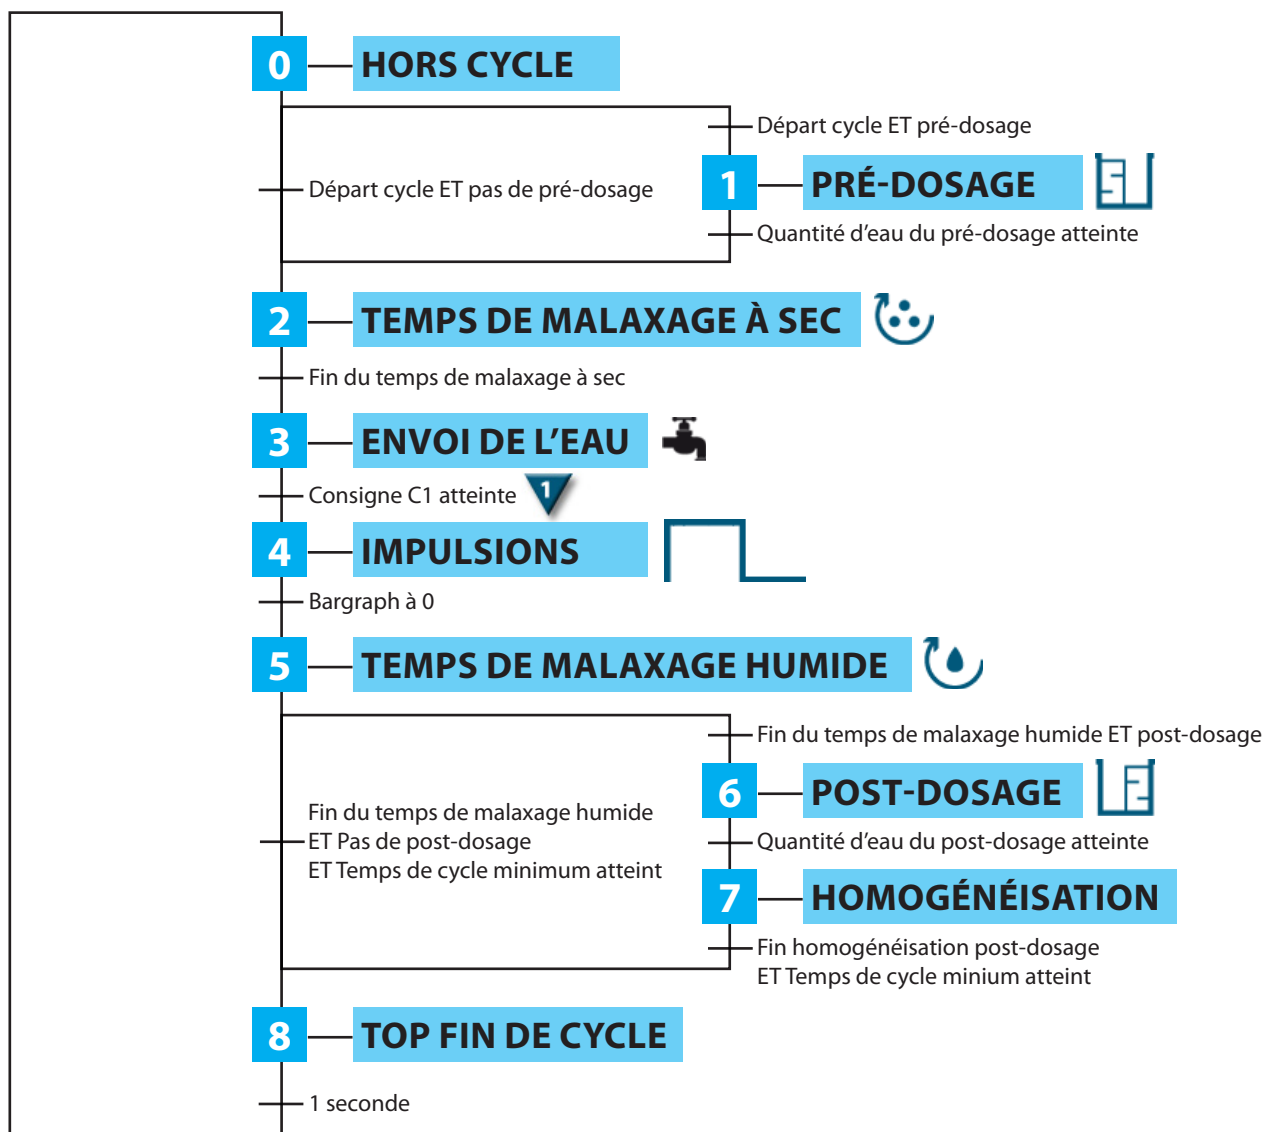 0 HORS CYCLE
Départ cycle ET pré-dosage
Départ cycle ET pas de pré-dosage
1 PRÉ-DOSAGE
Quantité d'eau du pré-dosage atteinte
2 TEMPS DE MALAXAGE À SEC
Fin du temps de malaxage à sec
3 ENVOI DE L'EAU
Consigne C1 atteinte 1
4 IMPULSIONS
Bargraph à 0
5 TEMPS DE MALAXAGE HUMIDE
Fin du temps de malaxage humide ET post-dosage
6 POST-DOSAGE
Fin du temps de malaxage humide
ET Pas de post-dosage
ET Temps de cycle minimum atteint
Quantité d'eau du post-dosage atteinte
7 HOMOGÉNÉISATION
Fin homogénéisation post-dosage
ET Temps de cycle minium atteint
8 TOP FIN DE CYCLE
1 seconde